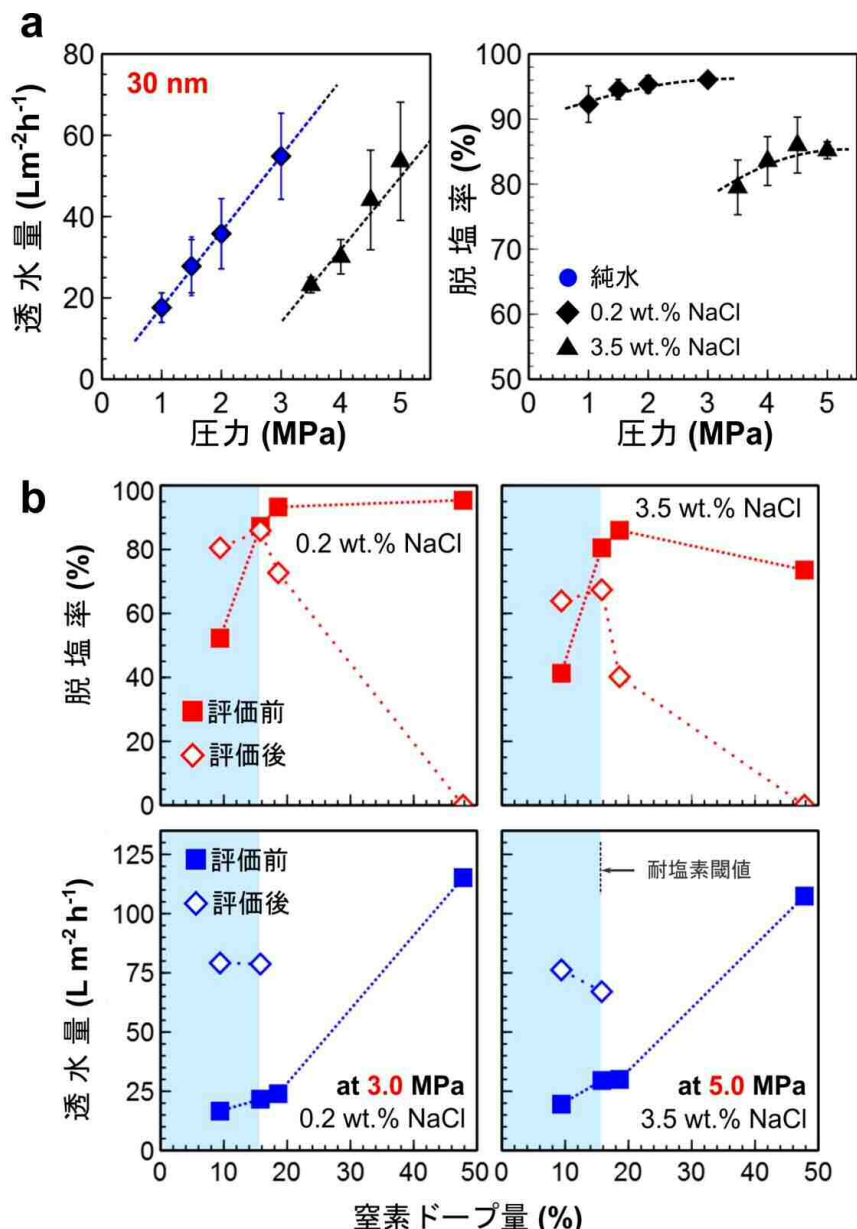 a
30 nm
透水量 (Lm⁻²h⁻¹)
80
60
40
20
0
0 1 2 3 4 5
圧力 (MPa)
脱塩率 (%)
100
90
80
70
60
50
純水
0.2 wt.% NaCl
3.5 wt.% NaCl
0 1 2 3 4 5
圧力 (MPa)
b
脱塩率 (%)
100
80
60
40
20
0
0.2 wt.% NaCl
評価前
評価後
3.5 wt.% NaCl
透水量 (L m⁻² h⁻¹)
125
100
75
50
25
0
評価前
評価後
at 3.0 MPa
0.2 wt.% NaCl
0 10 20 30 40 50
耐塩素閾値
at 5.0 MPa
3.5 wt.% NaCl
0 10 20 30 40 50
窒素ドープ量 (%)